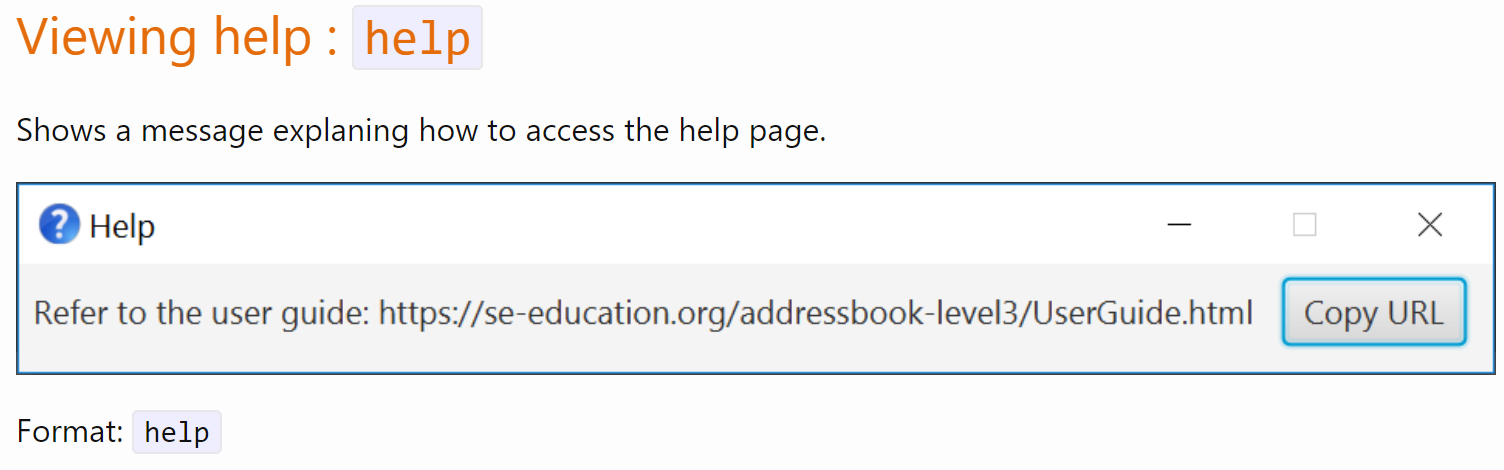 Viewing help : help
Shows a message explaning how to access the help page.
Help
Refer to the user guide: https://se-education.org/addressbook-level3/UserGuide.html Copy URL
Format: help